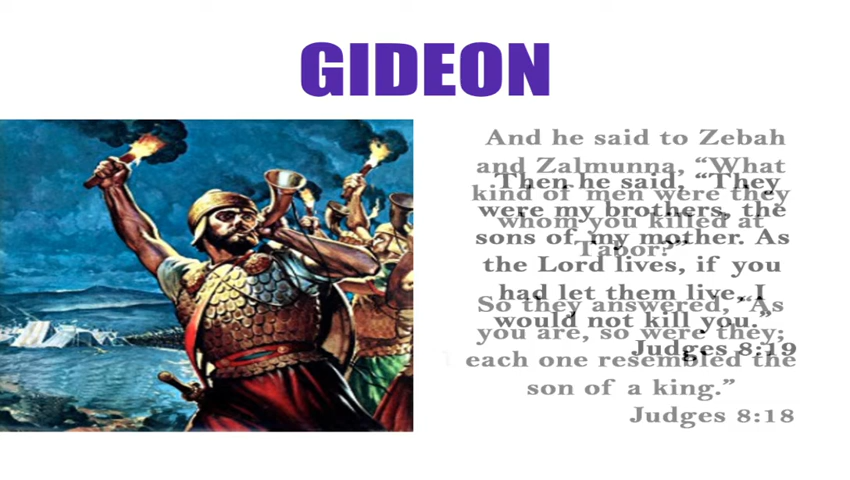 GIDEON
And he said to Zebah
and Zalmunna, “What
kind of men were they
whom you killed at
Tabor?”
So they answered, “As
you are, so were they;
each one resembled the
son of a king.”
Judges 8:18
Then he said, “They
were my brothers, the
sons of my mother. As
the Lord lives, if you
had let them live, I
would not kill you.”
Judges 8:19